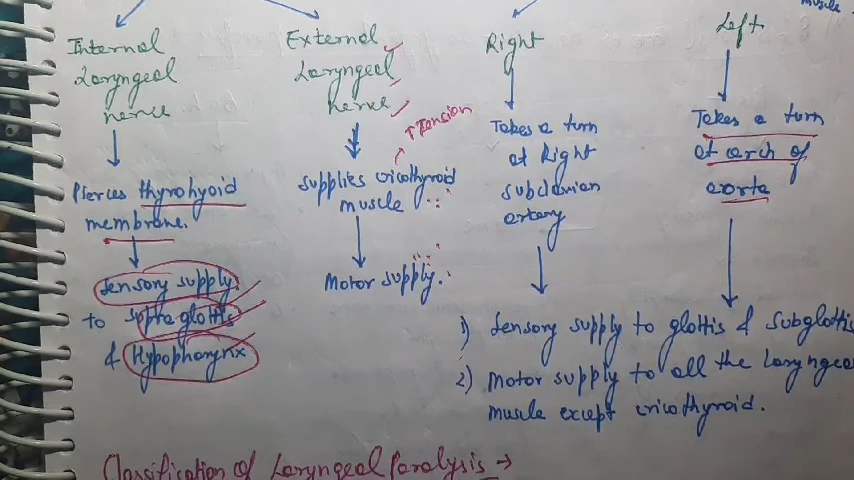 muscle
Internal
Laryngeal
nerve
Pierces thyrohyoid
membrane.
Sensory supply
to Supraglottis
& Hypopharynx
External
Laryngeal
nerve
↑Tension
supplies cricothyroid
muscle
Motor supply.
Right
Takes a turn
at Right
subclavian
artery
Left
Takes a turn
at arch of
aorta
1) Sensory supply to glottis & subglottis
2) Motor supply to all the Laryngeal
muscle except cricothyroid.
Classification of Laryngeal Paralysis →